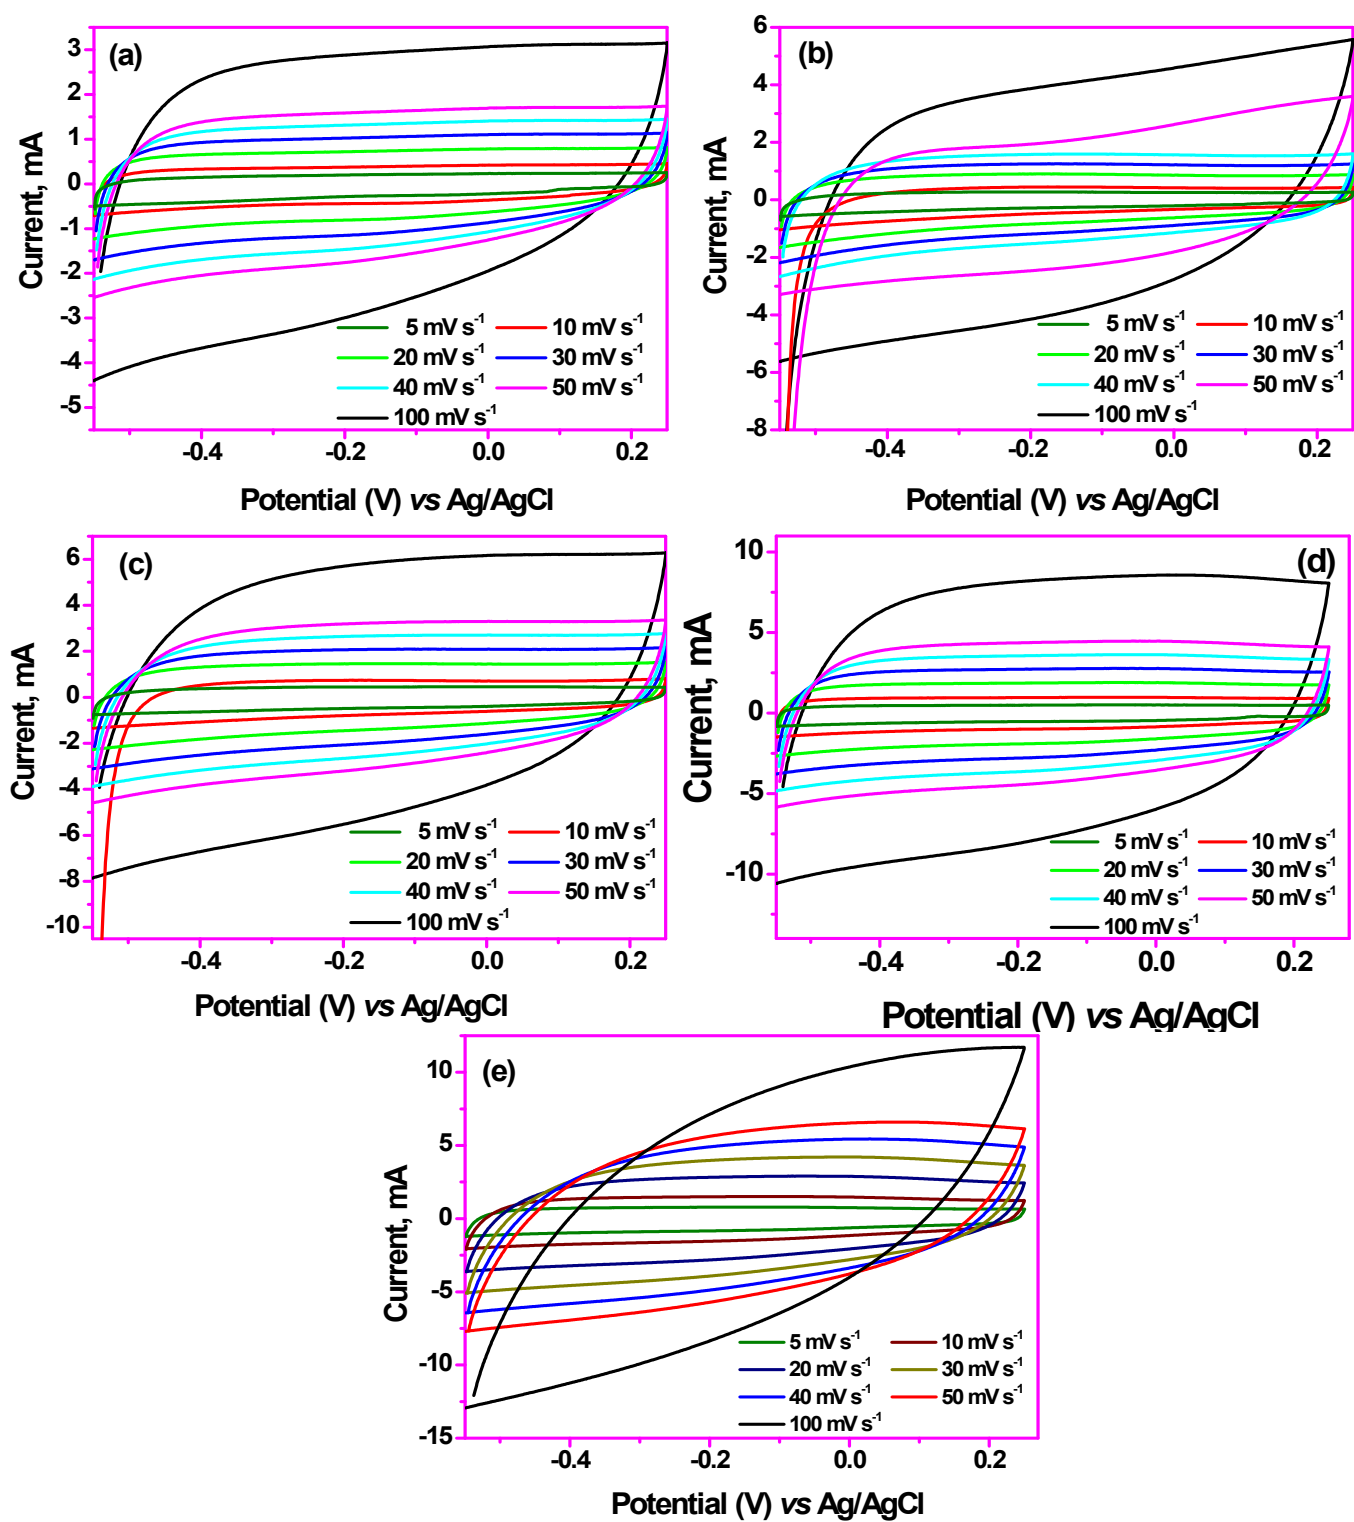 (a)
3
2
1
0
-1
-2
-3
-4
-5
Current, mA
5 mV s⁻¹ 10 mV s⁻¹
20 mV s⁻¹ 30 mV s⁻¹
40 mV s⁻¹ 50 mV s⁻¹
100 mV s⁻¹
-0.4 -0.2 0.0 0.2
Potential (V) vs Ag/AgCl
(b)
6
4
2
0
-2
-4
-6
-8
Current, mA
5 mV s⁻¹ 10 mV s⁻¹
20 mV s⁻¹ 30 mV s⁻¹
40 mV s⁻¹ 50 mV s⁻¹
100 mV s⁻¹
-0.4 -0.2 0.0 0.2
Potential (V) vs Ag/AgCl
(c)
6
4
2
0
-2
-4
-6
-8
-10
Current, mA
5 mV s⁻¹ 10 mV s⁻¹
20 mV s⁻¹ 30 mV s⁻¹
40 mV s⁻¹ 50 mV s⁻¹
100 mV s⁻¹
-0.4 -0.2 0.0 0.2
Potential (V) vs Ag/AgCl
(d)
10
5
0
-5
-10
Current, mA
5 mV s⁻¹ 10 mV s⁻¹
20 mV s⁻¹ 30 mV s⁻¹
40 mV s⁻¹ 50 mV s⁻¹
100 mV s⁻¹
-0.4 -0.2 0.0 0.2
Potential (V) vs Ag/AgCl
(e)
10
5
0
-5
-10
-15
Current, mA
5 mV s⁻¹ 10 mV s⁻¹
20 mV s⁻¹ 30 mV s⁻¹
40 mV s⁻¹ 50 mV s⁻¹
100 mV s⁻¹
-0.4 -0.2 0.0 0.2
Potential (V) vs Ag/AgCl